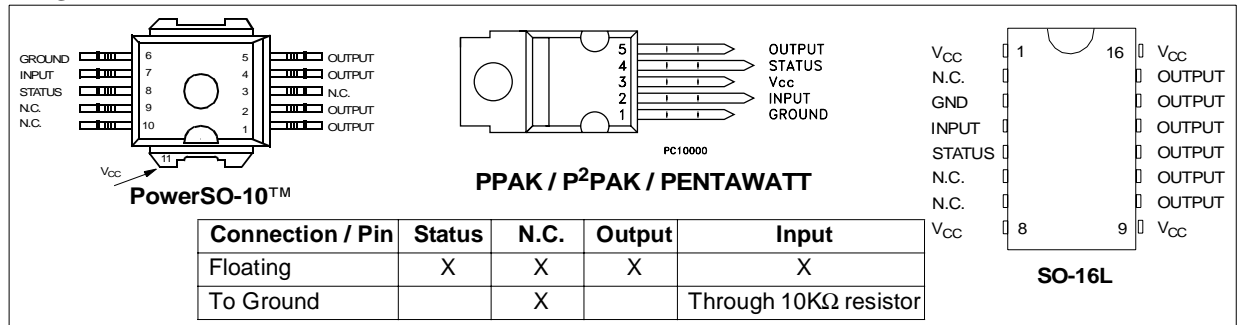 GROUND
INPUT
STATUS
N.C.
N.C.
6
7
8
9
10
5
4
3
2
1
11
OUTPUT
OUTPUT
N.C.
OUTPUT
OUTPUT
VCC
PowerSO-10™
5
4
3
2
1
OUTPUT
STATUS
Vcc
INPUT
GROUND
PC10000
PPAK / P²PAK / PENTAWATT
VCC
N.C.
GND
INPUT
STATUS
N.C.
N.C.
VCC
1
8
16
9
VCC
OUTPUT
OUTPUT
OUTPUT
OUTPUT
OUTPUT
OUTPUT
VCC
SO-16L
Connection / Pin Status N.C. Output Input
Floating X X X X
To Ground X Through 10KΩ resistor